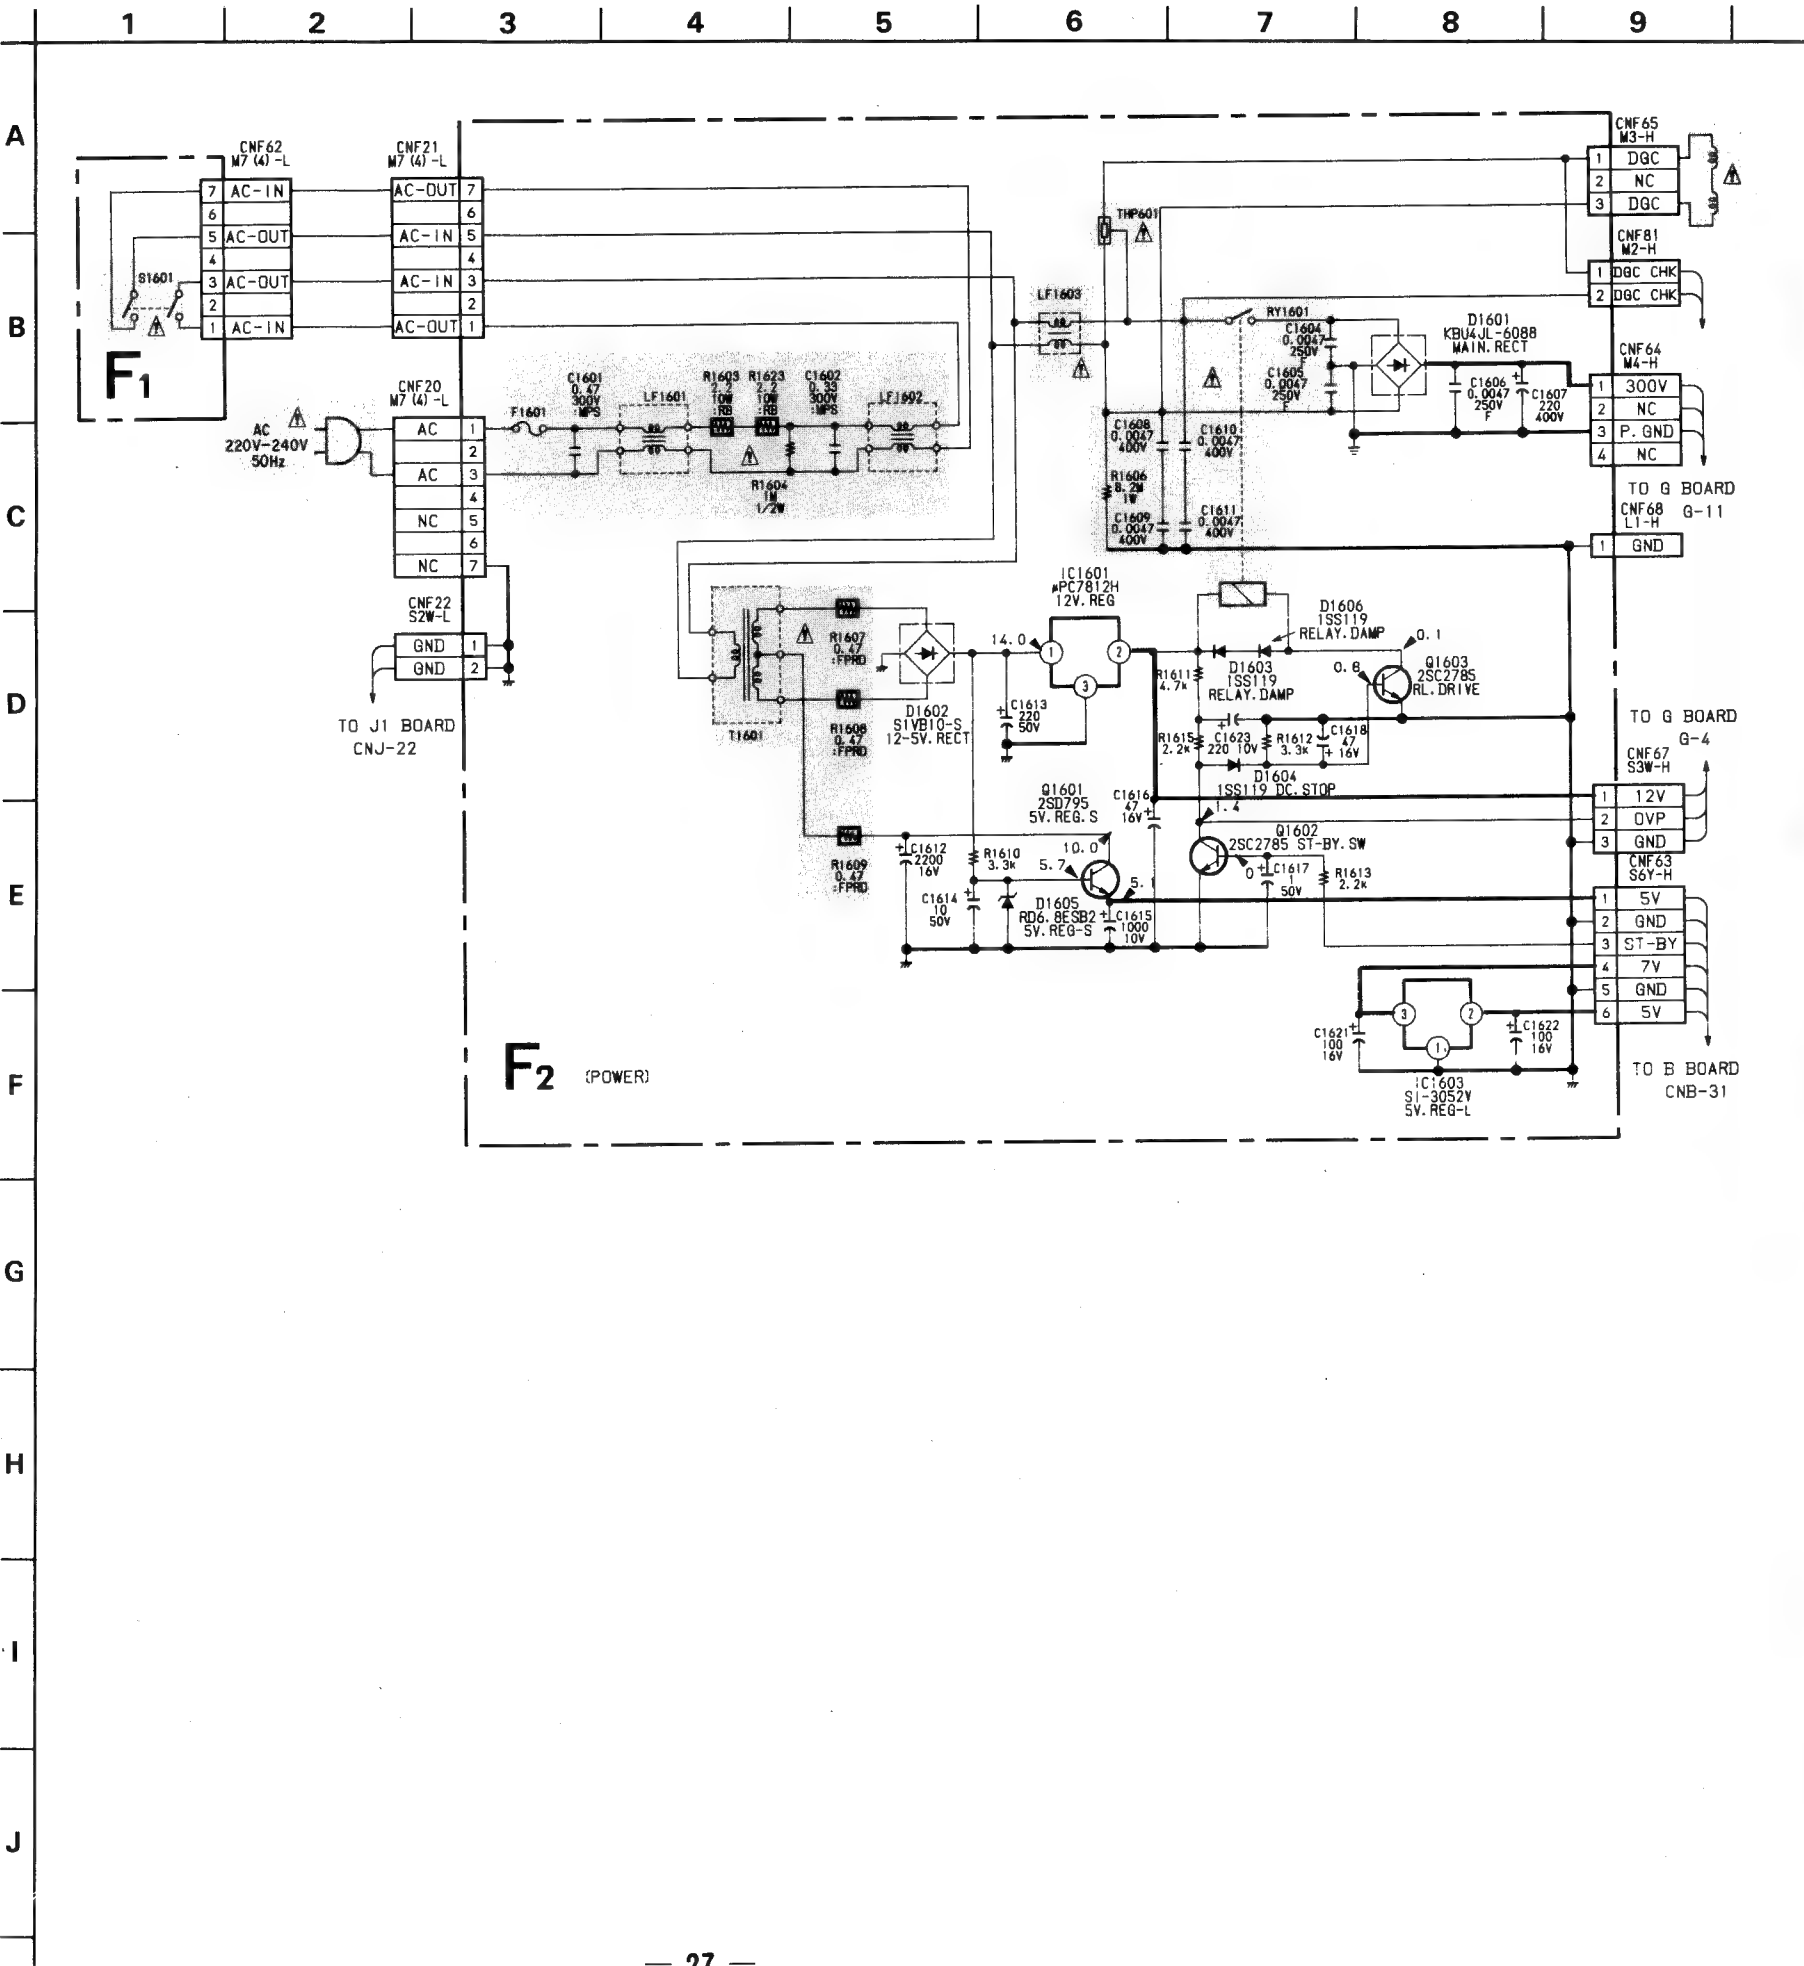 1 2 3 4 5 6 7 8 9
A
B
C
D
E
F
G
H
I
J
CNF62
M7 (4) -L
7 AC-IN
6
5 AC-OUT
4
3 AC-OUT
2
1 AC-IN
S1601
F1
CNF21
M7 (4) -L
AC-OUT 7
6
AC-IN 5
4
AC-IN 3
2
AC-OUT 1
CNF20
M7 (4) -L
AC 1
2
AC 3
4
NC 5
6
NC 7
AC
220V-240V
50Hz
CNF22
S2W-L
GND 1
GND 2
TO J1 BOARD
CNJ-22
F1601
C1601
0.47
300V
:MPS
LF1601
R1603
2.2
10W
:RB
R1623
2.2
10W
:RB
C1602
0.33
300V
:MPS
LF1602
R1604
1M
1/2W
THP601
LF1603
RY1601
C1604
0.0047
250V
F
C1605
0.0047
250V
F
D1601
KBU4JL-6088
MAIN.RECT
C1606
0.0047
250V
F
C1607
220
400V
C1608
0.0047
400V
C1610
0.0047
400V
R1606
8.2M
1W
C1609
0.0047
400V
C1611
0.0047
400V
CNF65
M3-H
1 DGC
2 NC
3 DGC
CNF81
M2-H
1 DGC CHK
2 DGC CHK
CNF64
M4-H
1 300V
2 NC
3 P.GND
4 NC
TO G BOARD
G-11
CNF68
L1-H
1 GND
T1601
R1607
0.47
:FPRD
R1608
0.47
:FPRD
R1609
0.47
:FPRD
D1602
S1VB10-S
12-5V.RECT
IC1601
μPC7812H
12V.REG
14.0
1
2
3
C1613
220
50V
R1611
4.7k
D1603
1SS119
RELAY.DAMP
D1606
1SS119
RELAY.DAMP
0.1
0.8
Q1603
2SC2785
RL.DRIVE
R1615
2.2k
C1623
220 10V
R1612
3.3k
C1618
47
16V
D1604
1SS119 DC.STOP
1.4
Q1601
2SD795
5V.REG.S
C1616
47
16V
10.0
5.7
5.1
Q1602
2SC2785 ST-BY.SW
0
C1617
1
50V
R1613
2.2k
C1612
2200
16V
R1610
3.3k
C1614
10
50V
D1605
RD6.8ESB2
5V.REG-S
C1615
1000
10V
TO G BOARD
G-4
CNF67
S3W-H
1 12V
2 OVP
3 GND
CNF63
S6Y-H
1 5V
2 GND
3 ST-BY
4 7V
5 GND
6 5V
C1621
100
16V
3
2
1
C1622
100
16V
IC1603
SI-3052V
5V.REG-L
TO B BOARD
CNB-31
F2 (POWER)
— 27 —